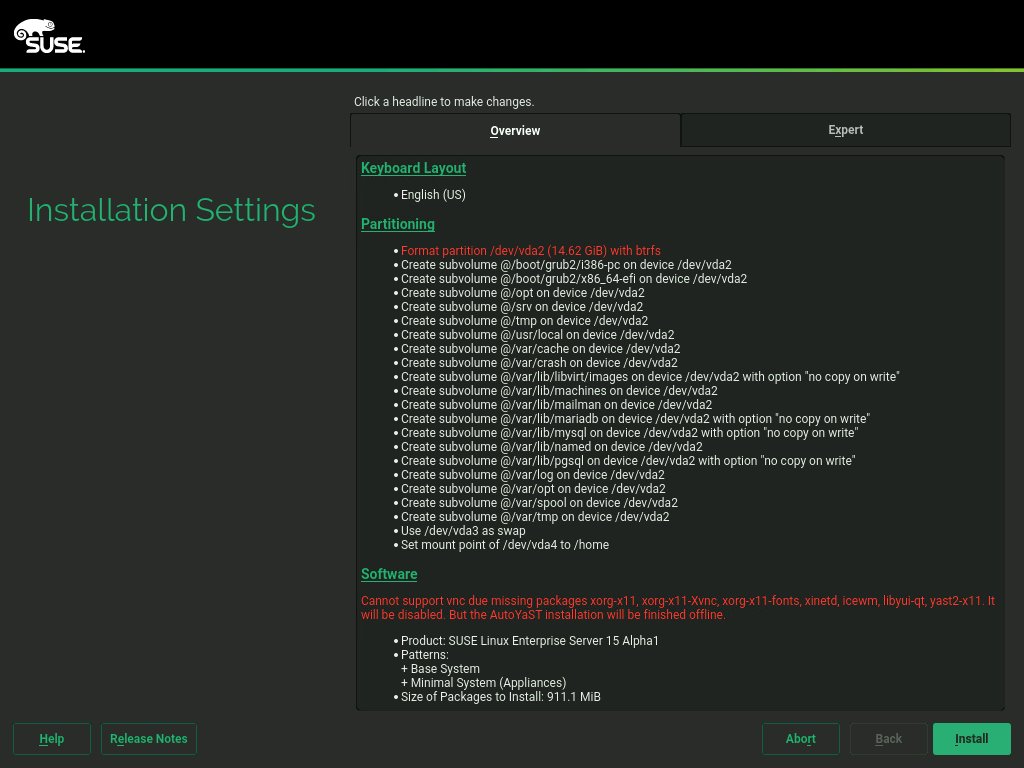 SUSE.
Click a headline to make changes.
Overview
Expert
Installation Settings
Keyboard Layout
• English (US)
Partitioning
• Format partition /dev/vda2 (14.62 GiB) with btrfs
• Create subvolume @/boot/grub2/i386-pc on device /dev/vda2
• Create subvolume @/boot/grub2/x86_64-efi on device /dev/vda2
• Create subvolume @/opt on device /dev/vda2
• Create subvolume @/srv on device /dev/vda2
• Create subvolume @/tmp on device /dev/vda2
• Create subvolume @/usr/local on device /dev/vda2
• Create subvolume @/var/cache on device /dev/vda2
• Create subvolume @/var/crash on device /dev/vda2
• Create subvolume @/var/lib/libvirt/images on device /dev/vda2 with option "no copy on write"
• Create subvolume @/var/lib/machines on device /dev/vda2
• Create subvolume @/var/lib/mailman on device /dev/vda2
• Create subvolume @/var/lib/mariadb on device /dev/vda2 with option "no copy on write"
• Create subvolume @/var/lib/mysql on device /dev/vda2 with option "no copy on write"
• Create subvolume @/var/lib/named on device /dev/vda2
• Create subvolume @/var/lib/pgsql on device /dev/vda2 with option "no copy on write"
• Create subvolume @/var/log on device /dev/vda2
• Create subvolume @/var/opt on device /dev/vda2
• Create subvolume @/var/spool on device /dev/vda2
• Create subvolume @/var/tmp on device /dev/vda2
• Use /dev/vda3 as swap
• Set mount point of /dev/vda4 to /home
Software
Cannot support vnc due missing packages xorg-x11, xorg-x11-Xvnc, xorg-x11-fonts, xinetd, icewm, libyui-qt, yast2-x11. It
will be disabled. But the AutoYaST installation will be finished offline.
• Product: SUSE Linux Enterprise Server 15 Alpha1
• Patterns:
+ Base System
+ Minimal System (Appliances)
• Size of Packages to Install: 911.1 MiB
Help
Release Notes
Abort
Back
Install